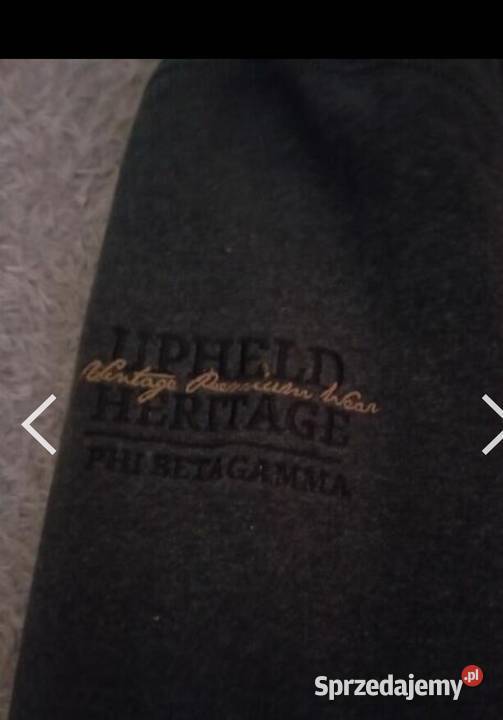 UPHELD
Vintage Premium Wear
HERITAGE
PHI BETA GAMMA
Sprzedajemy.pl